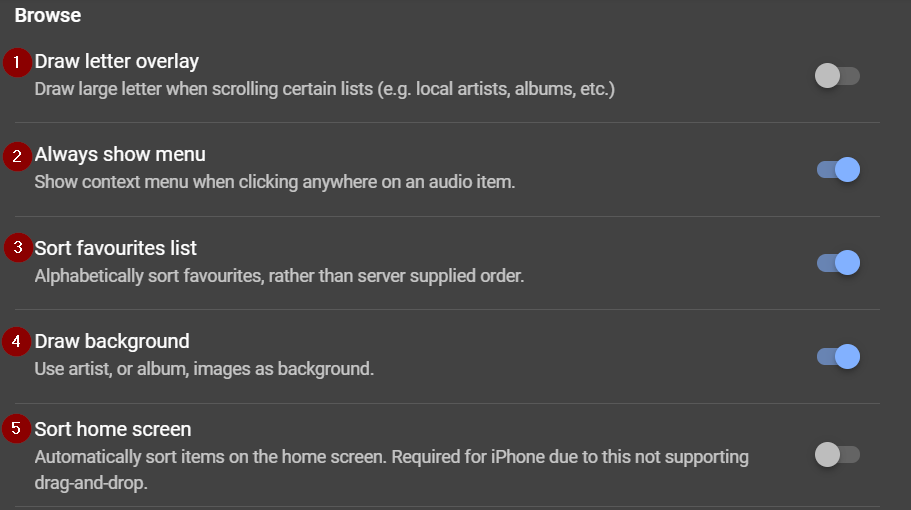 Browse
1 Draw letter overlay
Draw large letter when scrolling certain lists (e.g. local artists, albums, etc.)
2 Always show menu
Show context menu when clicking anywhere on an audio item.
3 Sort favourites list
Alphabetically sort favourites, rather than server supplied order.
4 Draw background
Use artist, or album, images as background.
5 Sort home screen
Automatically sort items on the home screen. Required for iPhone due to this not supporting
drag-and-drop.